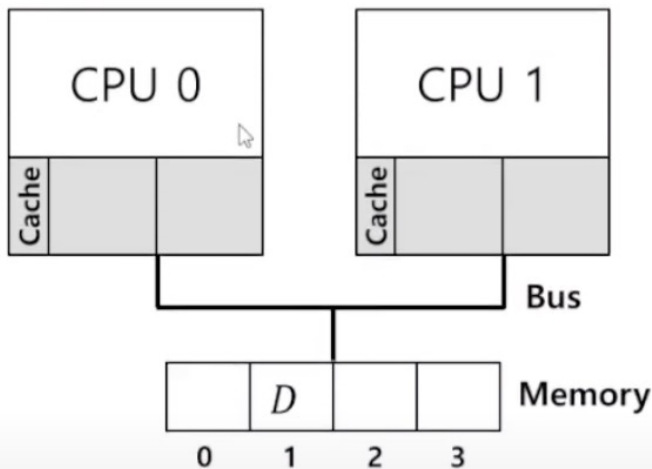 CPU 0
CPU 1
Cache
Cache
Bus
D
Memory
0 1 2 3